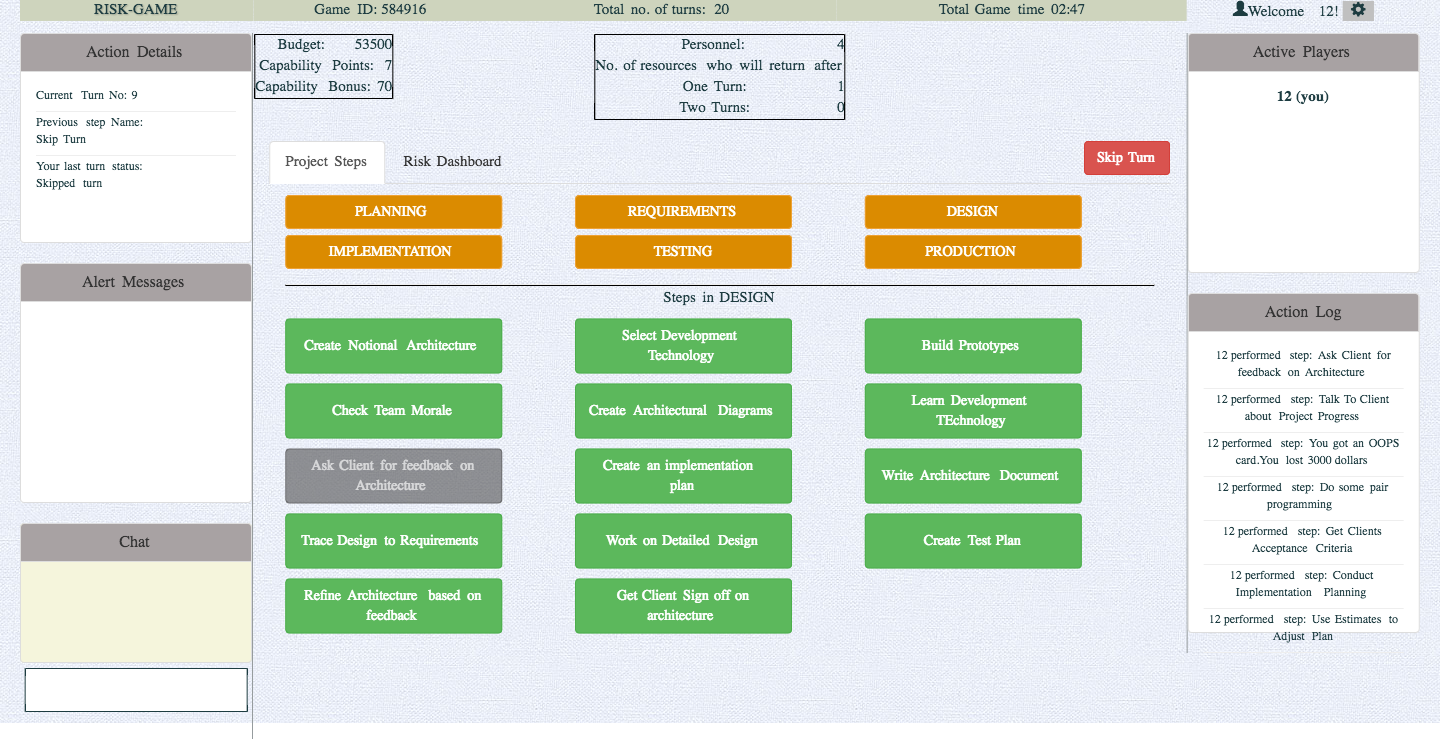 RISK-GAME
Game ID: 584916
Total no. of turns: 20
Total Game time 02:47
Welcome 12!
Action Details
Current Turn No: 9
Previous step Name:
Skip Turn
Your last turn status:
Skipped turn
Alert Messages
Chat
Budget: 53500
Capability Points: 7
Capability Bonus: 70
Personnel: 4
No. of resources who will return after
One Turn: 1
Two Turns: 0
Project Steps
Risk Dashboard
Skip Turn
PLANNING
REQUIREMENTS
DESIGN
IMPLEMENTATION
TESTING
PRODUCTION
Steps in DESIGN
Create Notional Architecture
Select Development
Technology
Build Prototypes
Check Team Morale
Create Architectural Diagrams
Learn Development
TEchnology
Ask Client for feedback on
Architecture
Create an implementation
plan
Write Architecture Document
Trace Design to Requirements
Work on Detailed Design
Create Test Plan
Refine Architecture based on
feedback
Get Client Sign off on
architecture
Active Players
12 (you)
Action Log
12 performed step: Ask Client for
feedback on Architecture
12 performed step: Talk To Client
about Project Progress
12 performed step: You got an OOPS
card.You lost 3000 dollars
12 performed step: Do some pair
programming
12 performed step: Get Clients
Acceptance Criteria
12 performed step: Conduct
Implementation Planning
12 performed step: Use Estimates to
Adjust Plan